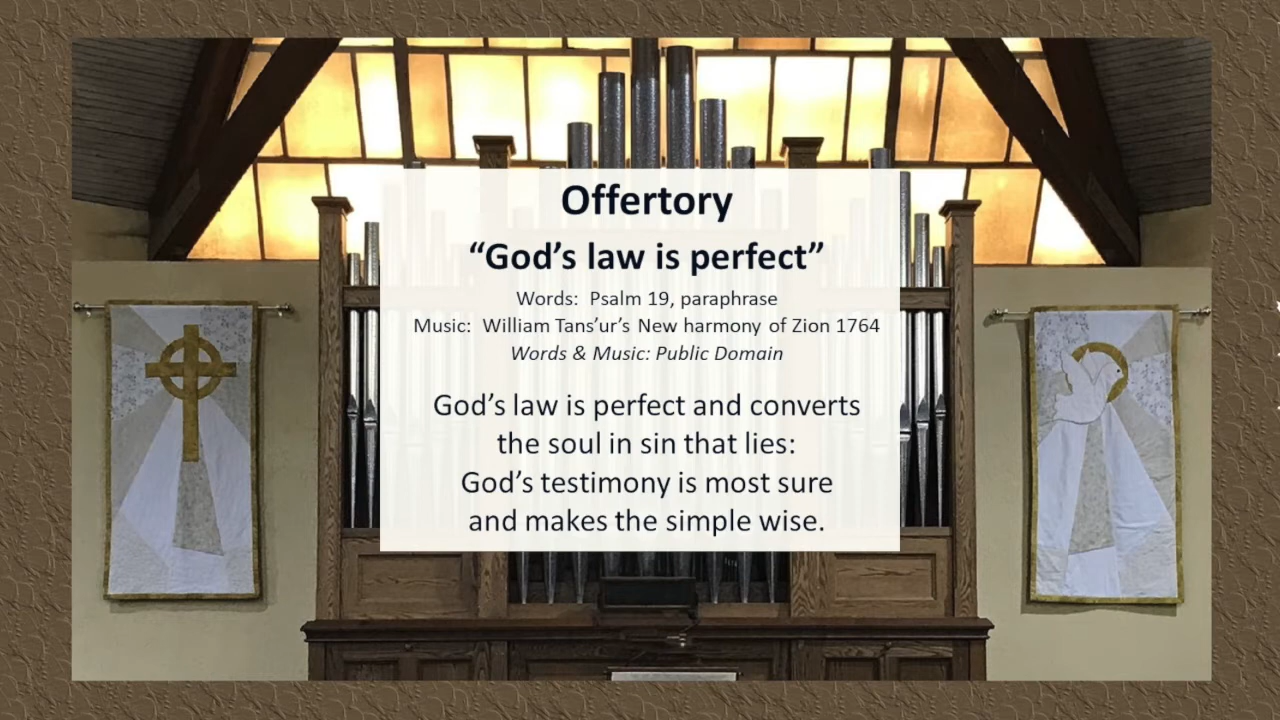 Offertory
“God’s law is perfect”
Words:  Psalm 19, paraphrase
Music:  William Tans’ur’s New harmony of Zion 1764
Words & Music: Public Domain
God’s law is perfect and converts
the soul in sin that lies:
God’s testimony is most sure
and makes the simple wise.